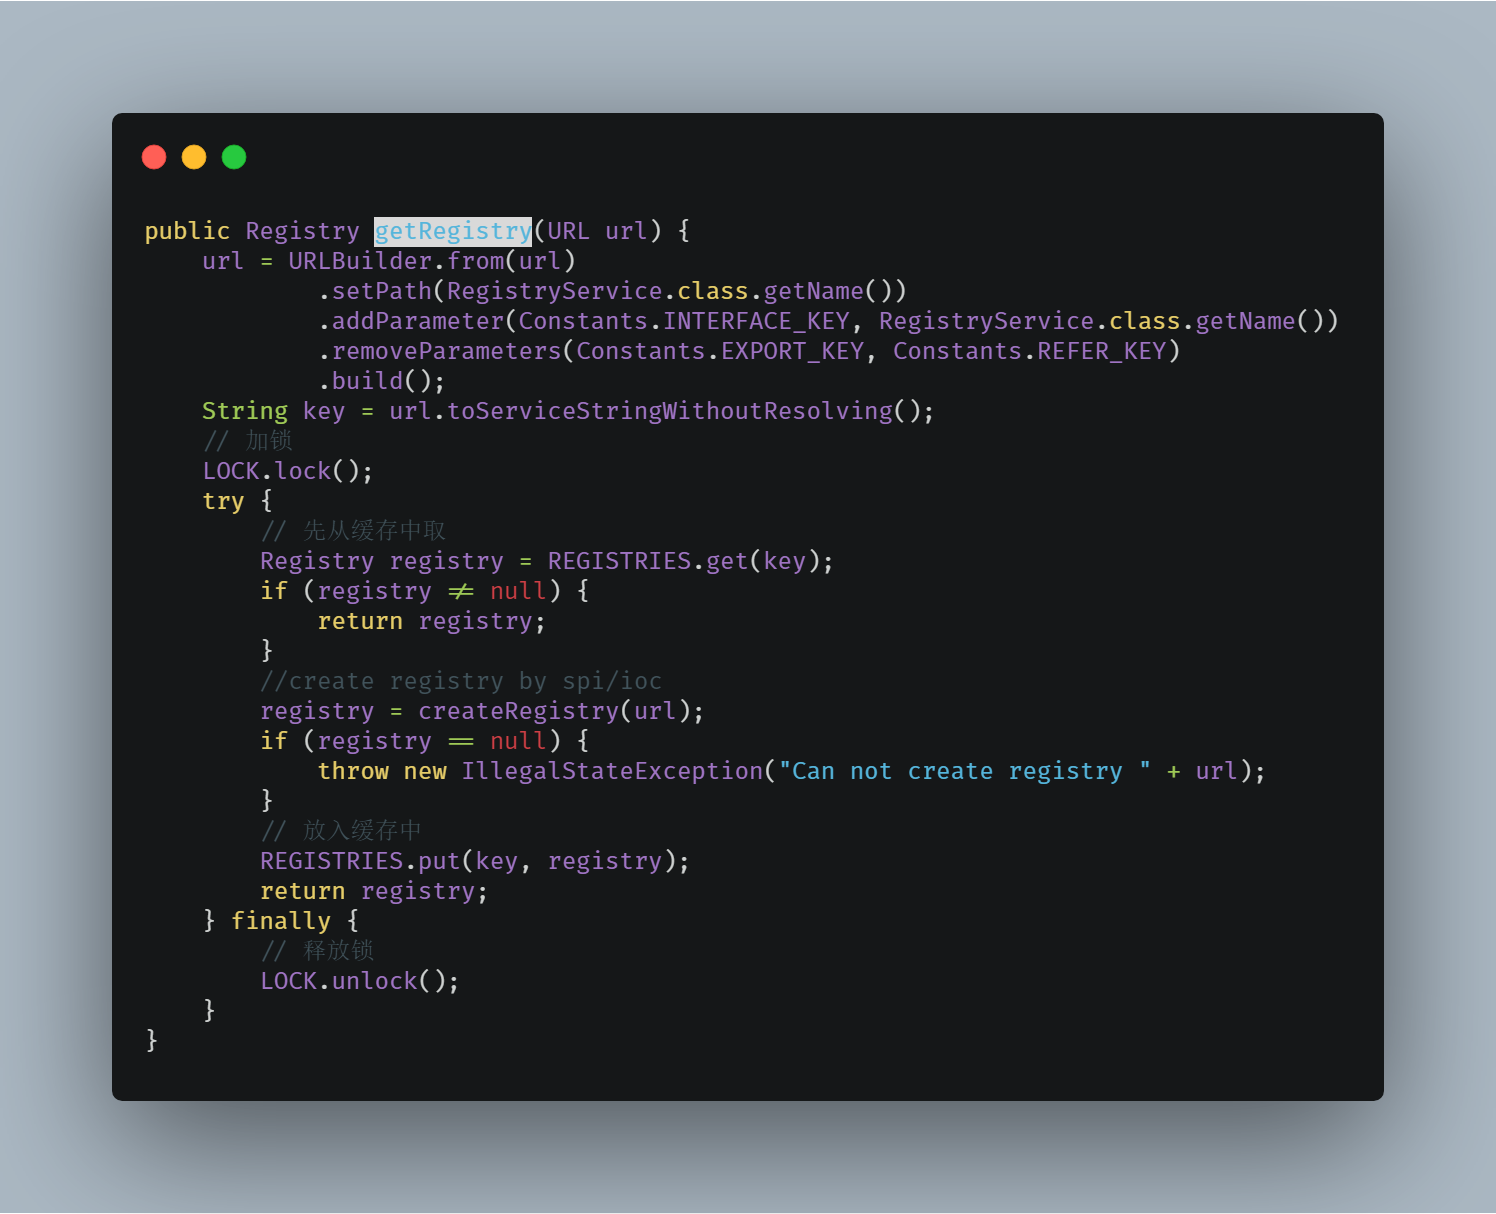 public Registry getRegistry(URL url) {
    url = URLBuilder.from(url)
            .setPath(RegistryService.class.getName())
            .addParameter(Constants.INTERFACE_KEY, RegistryService.class.getName())
            .removeParameters(Constants.EXPORT_KEY, Constants.REFER_KEY)
            .build();
    String key = url.toServiceStringWithoutResolving();
    // 加锁
    LOCK.lock();
    try {
        // 先从缓存中取
        Registry registry = REGISTRIES.get(key);
        if (registry != null) {
            return registry;
        }
        //create registry by spi/ioc
        registry = createRegistry(url);
        if (registry == null) {
            throw new IllegalStateException("Can not create registry " + url);
        }
        // 放入缓存中
        REGISTRIES.put(key, registry);
        return registry;
    } finally {
        // 释放锁
        LOCK.unlock();
    }
}